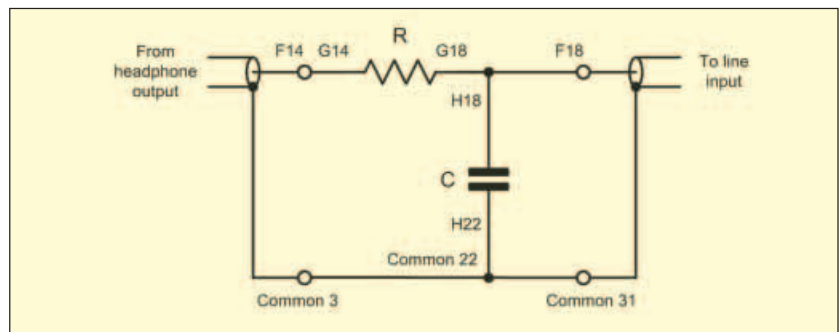 From
headphone
output
F14
G14
R
G18
F18
To line
input
H18
C
H22
Common 22
Common 3
Common 31